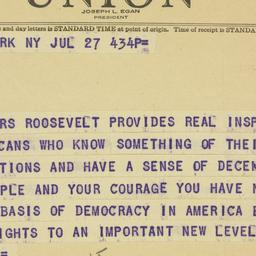 UNION
JOSEPH L. EGAN
PRESIDENT
and day letters is STANDARD TIME at point of origin. Time of receipt is STANDA
RK NY JUL 27 434P=
RS ROOSEVELT PROVIDES REAL INSP
CANS WHO KNOW SOMETHING OF THEI
TIONS AND HAVE A SENSE OF DECEN
PLE AND YOUR COURAGE YOU HAVE
BASIS OF DEMOCRACY IN AMERICA
IGHTS TO AN IMPORTANT NEW LEVEL
=